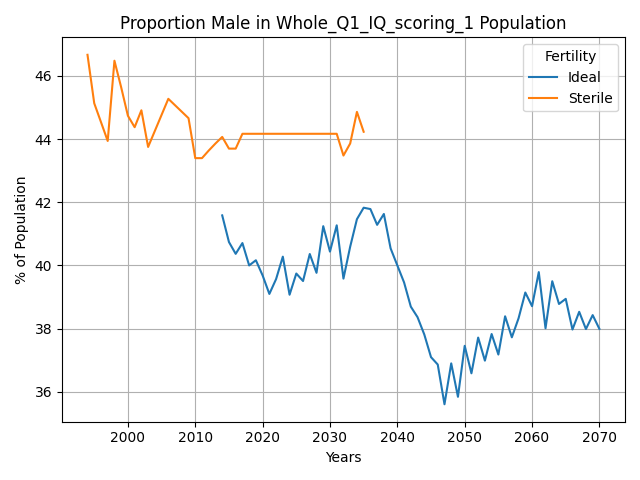 Proportion Male in Whole_Q1_IQ_scoring_1 Population
Fertility
Ideal
Sterile
% of Population
46
44
42
40
38
36
2000
2010
2020
2030
2040
2050
2060
2070
Years